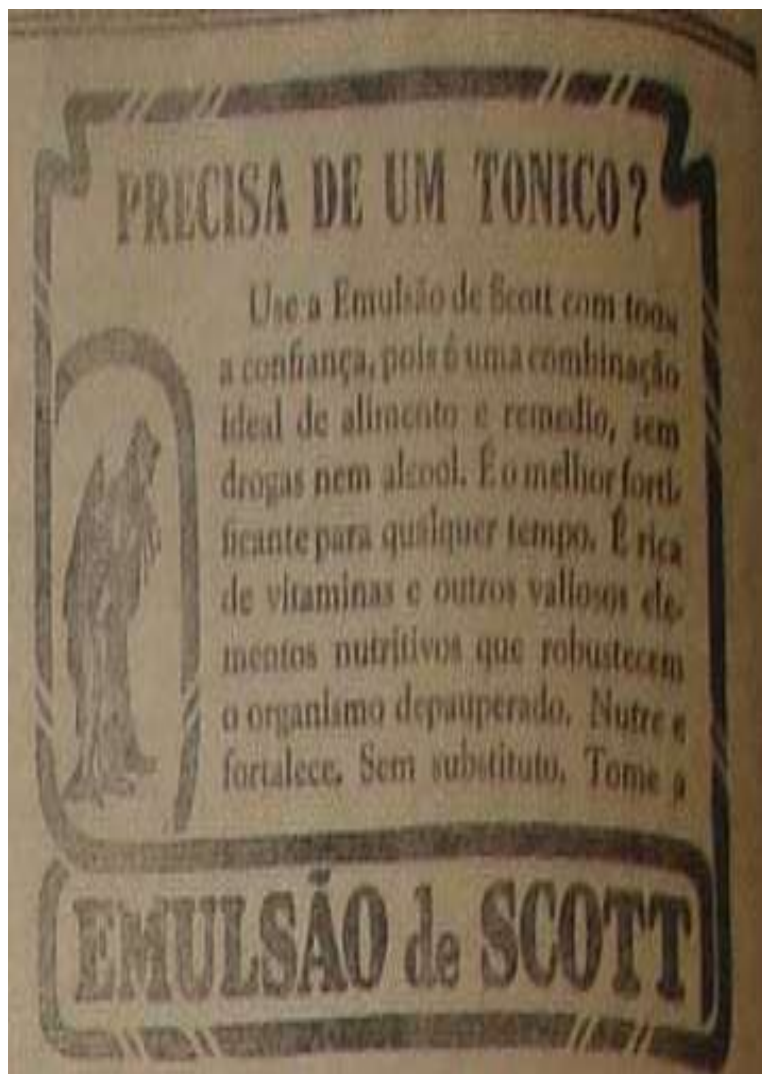 PRECISA DE UM TONICO?
Use a Emulsão de Scott com toda
a confiança, pois é uma combinação
ideal de alimento e remedio, sem
drogas nem alcool. É o melhor forti-
ficante para qualquer tempo. É rica
de vitaminas e outros valiosos ele-
mentos nutritivos que robustecem
o organismo depauperado. Nutre e
fortalece. Sem substituto. Tome a
EMULSÃO de SCOTT